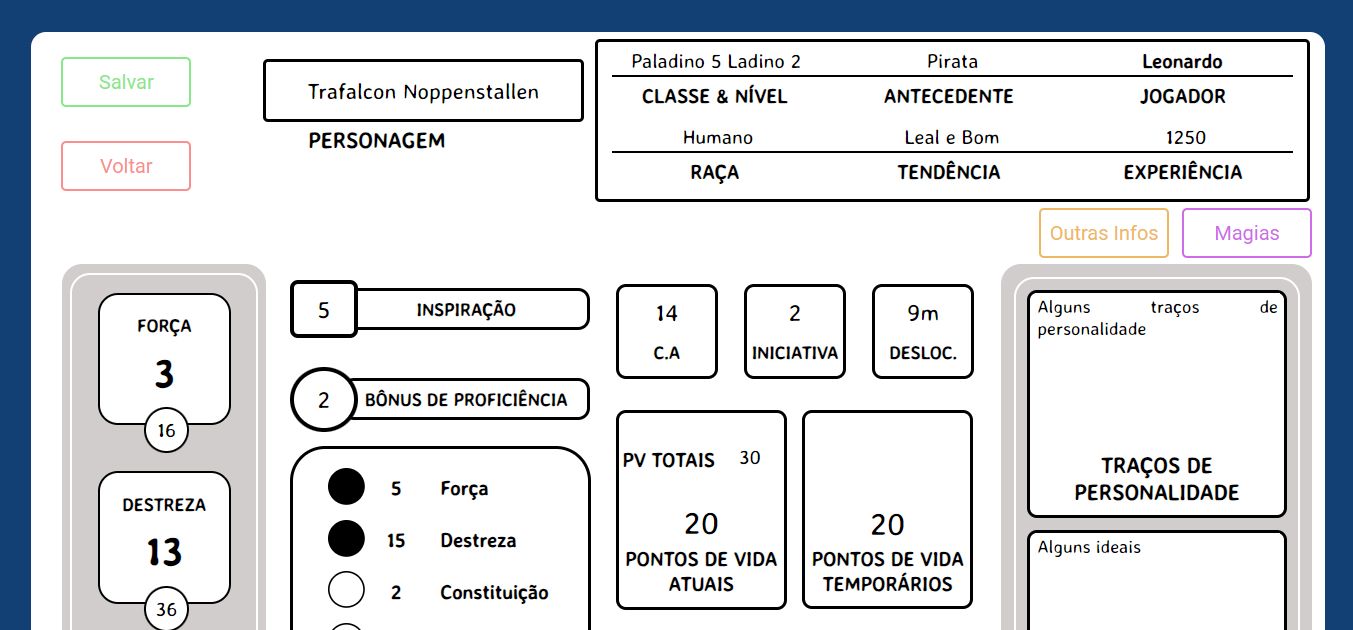 Salvar
Voltar
Trafalcon Noppenstallen
PERSONAGEM
Paladino 5 Ladino 2 Pirata Leonardo
CLASSE & NÍVEL ANTECEDENTE JOGADOR
Humano Leal e Bom 1250
RAÇA TENDÊNCIA EXPERIÊNCIA
Outras Infos Magias
FORÇA
3
16
DESTREZA
13
36
5 INSPIRAÇÃO
2 BÔNUS DE PROFICIÊNCIA
5 Força
15 Destreza
2 Constituição
14
C.A
2
INICIATIVA
9m
DESLOC.
PV TOTAIS 30
20
PONTOS DE VIDA
ATUAIS
20
PONTOS DE VIDA
TEMPORÁRIOS
Alguns traços de
personalidade
TRAÇOS DE
PERSONALIDADE
Alguns ideais